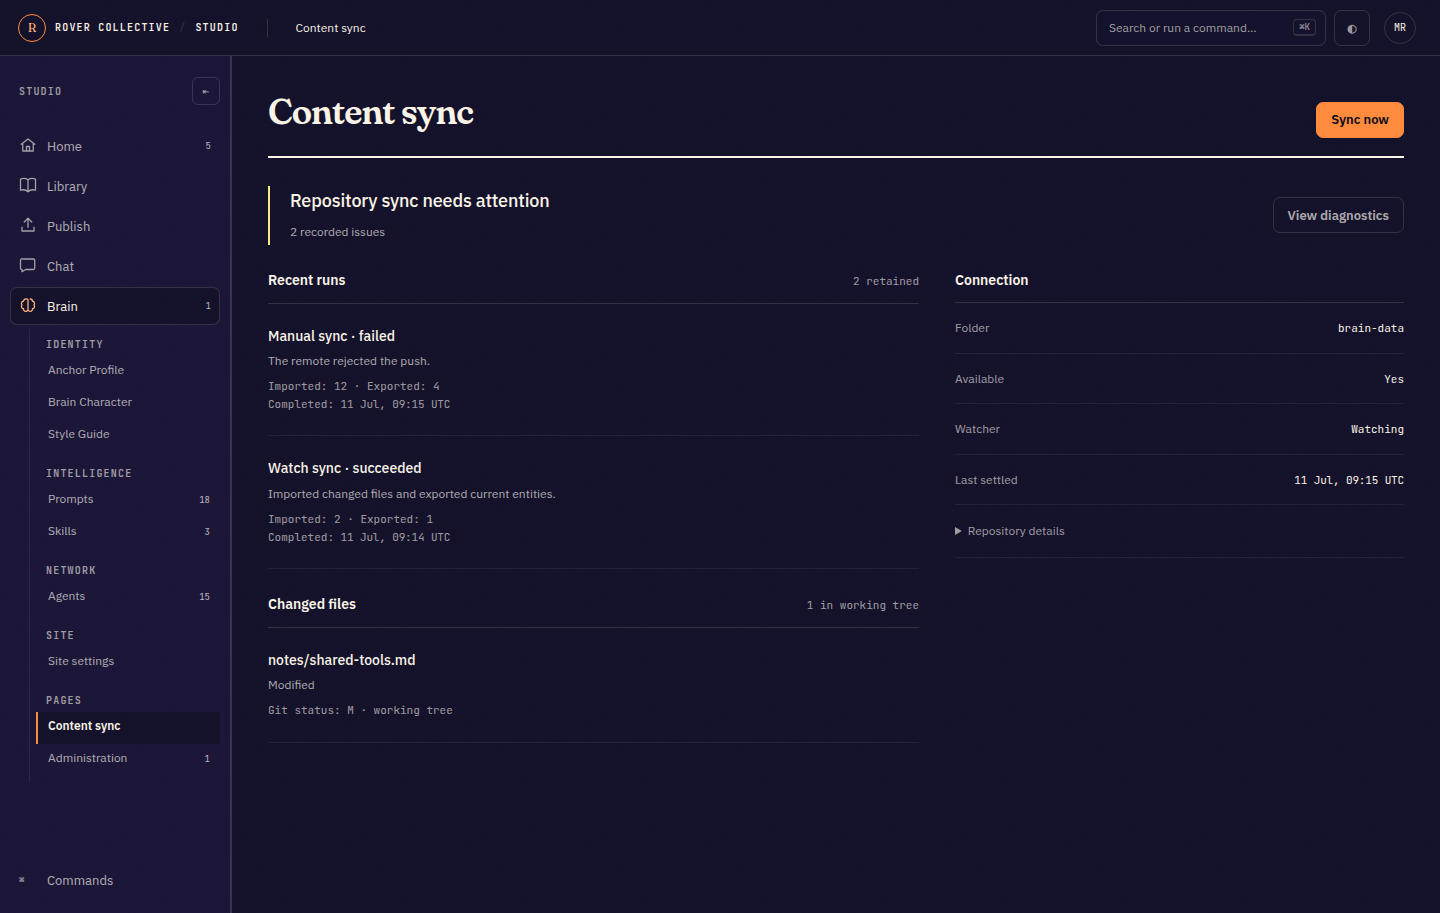 R ROVER COLLECTIVE / STUDIO Content sync Search or run a command... ⌘K MR
STUDIO
Home 5
Library
Publish
Chat
Brain 1
IDENTITY
Anchor Profile
Brain Character
Style Guide
INTELLIGENCE
Prompts 18
Skills 3
NETWORK
Agents 15
SITE
Site settings
PAGES
Content sync
Administration 1
⌘ Commands
Content sync
Sync now
Repository sync needs attention
2 recorded issues
View diagnostics
Recent runs 2 retained
Manual sync · failed
The remote rejected the push.
Imported: 12 · Exported: 4
Completed: 11 Jul, 09:15 UTC
Watch sync · succeeded
Imported changed files and exported current entities.
Imported: 2 · Exported: 1
Completed: 11 Jul, 09:14 UTC
Changed files 1 in working tree
notes/shared-tools.md
Modified
Git status: M · working tree
Connection
Folder brain-data
Available Yes
Watcher Watching
Last settled 11 Jul, 09:15 UTC
Repository details